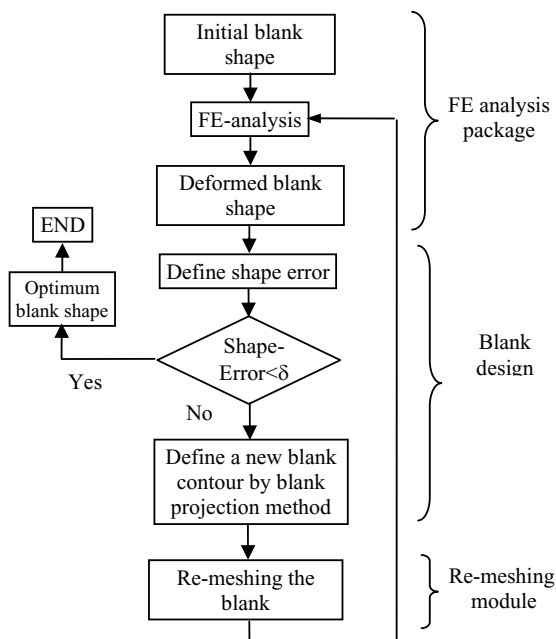 Initial blank
shape
FE-analysis
Deformed blank
shape
FE analysis
package
END
Optimum
blank shape
Define shape error
Shape-
Error<δ
Yes
No
Blank
design
Define a new blank
contour by blank
projection method
Re-meshing the
blank
Re-meshing
module